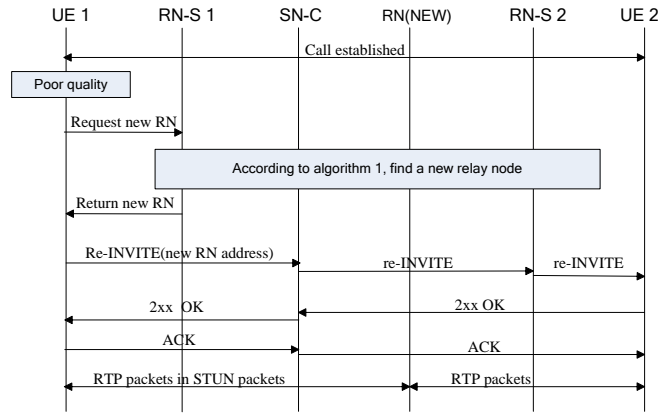 UE 1 RN-S 1 SN-C RN(NEW) RN-S 2 UE 2
Call established
Poor quality
Request new RN
According to algorithm 1, find a new relay node
Return new RN
Re-INVITE(new RN address)
re-INVITE
re-INVITE
2xx OK
2xx OK
ACK
ACK
RTP packets in STUN packets
RTP packets